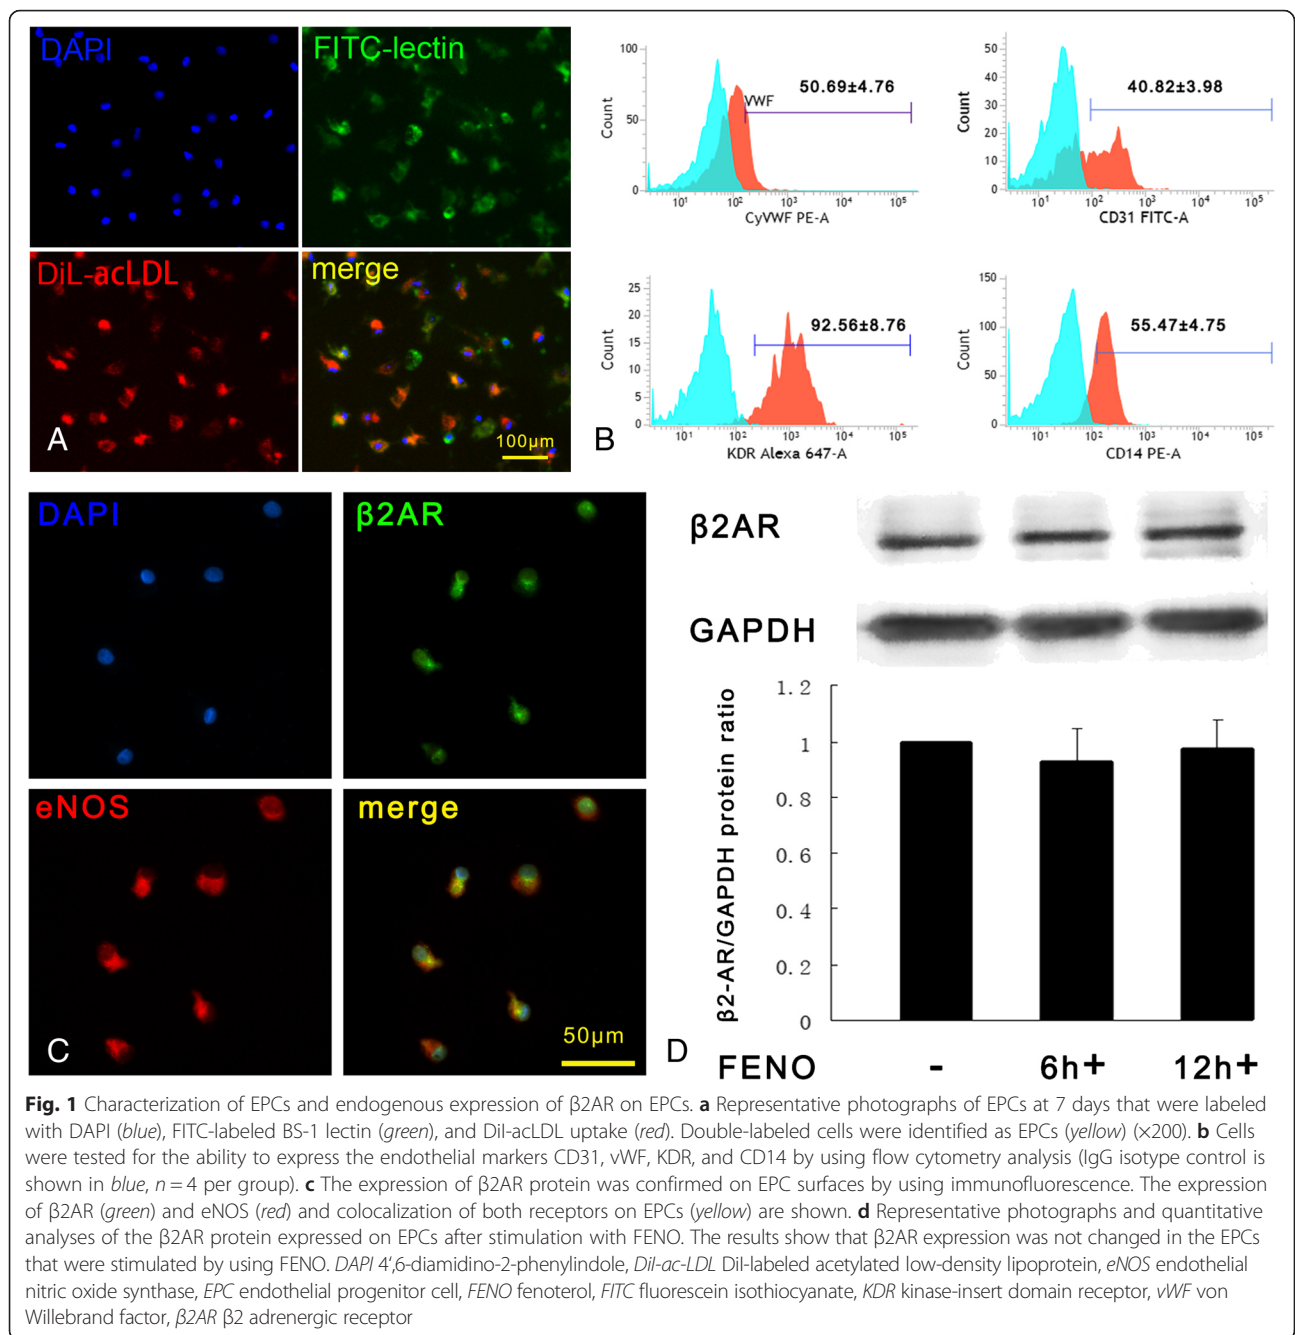 DAPI
FITC-lectin
DiL-acLDL
merge
A
100μm
100
50
0
Count
50.69±4.76
VWF
10¹ 10² 10³ 10⁴ 10⁵
CyVWF PE-A
50
40
30
20
10
0
Count
40.82±3.98
10¹ 10² 10³ 10⁴ 10⁵
CD31 FITC-A
25
20
15
10
5
0
Count
92.56±8.76
10¹ 10² 10³ 10⁴ 10⁵
KDR Alexa 647-A
150
100
50
0
Count
55.47±4.75
10¹ 10² 10³ 10⁴ 10⁵
CD14 PE-A
B
DAPI
β2AR
eNOS
merge
C
50μm
β2AR
GAPDH
1.2
1
0.8
0.6
0.4
0.2
0
β2-AR/GAPDH protein ratio
D
FENO - 6h+ 12h+
Fig. 1 Characterization of EPCs and endogenous expression of β2AR on EPCs. a Representative photographs of EPCs at 7 days that were labeled
with DAPI (blue), FITC-labeled BS-1 lectin (green), and Dil-acLDL uptake (red). Double-labeled cells were identified as EPCs (yellow) (×200). b Cells
were tested for the ability to express the endothelial markers CD31, vWF, KDR, and CD14 by using flow cytometry analysis (IgG isotype control is
shown in blue, n = 4 per group). c The expression of β2AR protein was confirmed on EPC surfaces by using immunofluorescence. The expression
of β2AR (green) and eNOS (red) and colocalization of both receptors on EPCs (yellow) are shown. d Representative photographs and quantitative
analyses of the β2AR protein expressed on EPCs after stimulation with FENO. The results show that β2AR expression was not changed in the EPCs
that were stimulated by using FENO. DAPI 4′,6-diamidino-2-phenylindole, Dil-ac-LDL Dil-labeled acetylated low-density lipoprotein, eNOS endothelial
nitric oxide synthase, EPC endothelial progenitor cell, FENO fenoterol, FITC fluorescein isothiocyanate, KDR kinase-insert domain receptor, vWF von
Willebrand factor, β2AR β2 adrenergic receptor